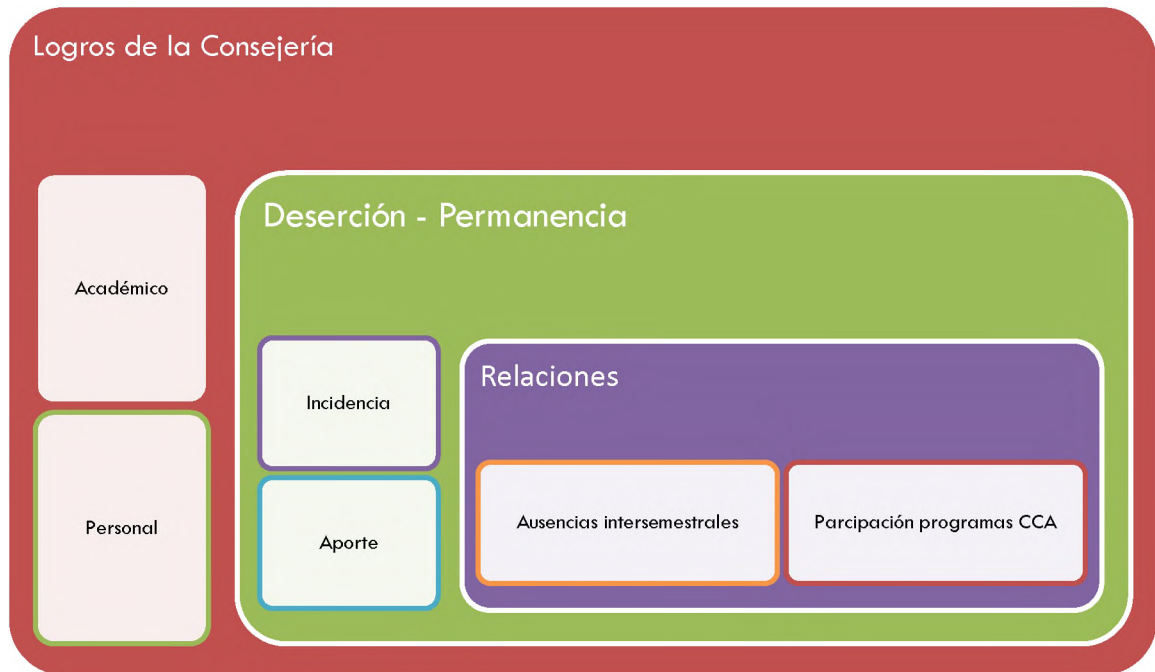 Logros de la Consejería
Académico
Personal
Deserción - Permanencia
Incidencia
Aporte
Relaciones
Ausencias intersemestrales
Parcipación programas CCA